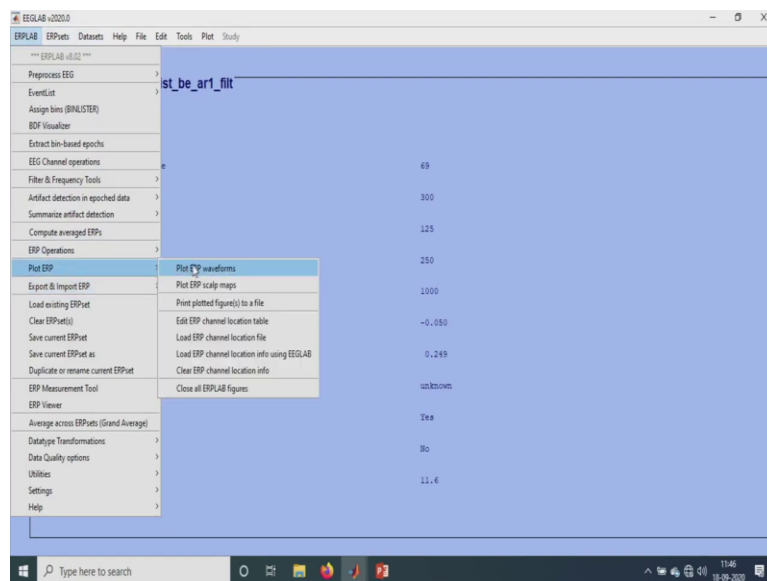 EEGLAB v2020.0
ERPLAB ERPsets Datasets Help File Edit Tools Plot Study
*** ERPLAB v8.02 ***
Preprocess EEG
EventList
Assign bins (BINLISTER)
BDF Visualizer
Extract bin-based epochs
EEG Channel operations
Filter & Frequency Tools
Artifact detection in epoched data
Summarize artifact detection
Compute averaged ERPs
ERP Operations
Plot ERP
Export & Import ERP
Load existing ERPset
Clear ERPset(s)
Save current ERPset
Save current ERPset as
Duplicate or rename current ERPset
ERP Measurement Tool
ERP Viewer
Average across ERPsets (Grand Average)
Datatype Transformations
Data Quality options
Utilities
Settings
Help
Plot ERP waveforms
Plot ERP scalp maps
Print plotted figure(s) to a file
Edit ERP channel location table
Load ERP channel location file
Load ERP channel location info using EEGLAB
Clear ERP channel location info
Close all ERPLAB figures
st_be_ar1_filt
e
69
300
125
250
1000
-0.050
0.249
unknown
Yes
No
11.6
Type here to search
11:46
18-09-2020